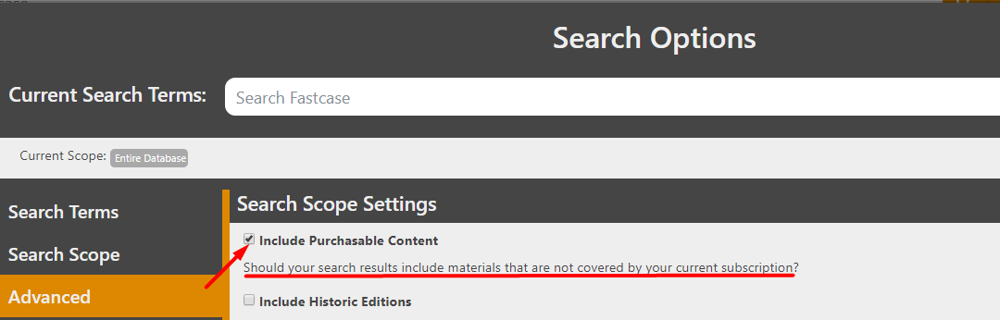 Search Options
Current Search Terms: Search Fastcase
Current Scope: Entire Database
Search Terms
Search Scope
Advanced
Search Scope Settings
Include Purchasable Content
Should your search results include materials that are not covered by your current subscription?
Include Historic Editions